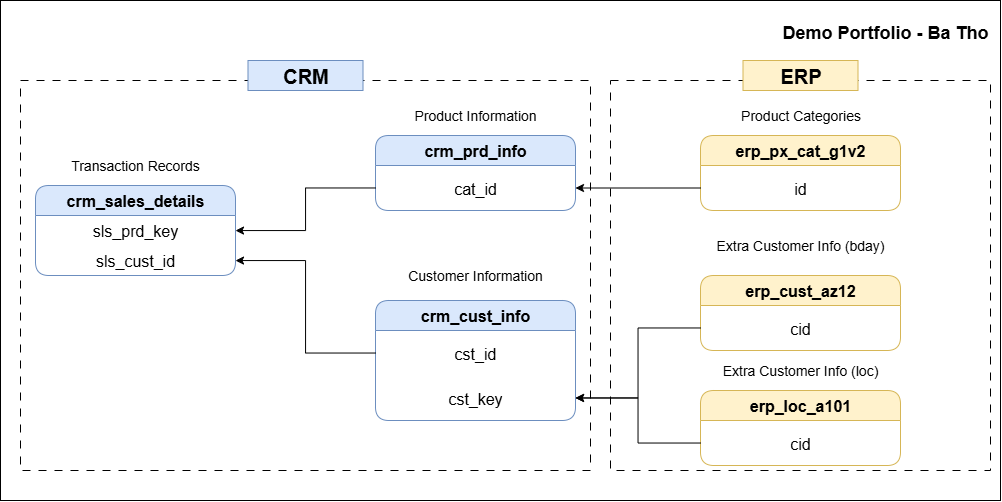 Demo Portfolio - Ba Tho
CRM
Transaction Records
crm_sales_details
sls_prd_key
sls_cust_id
Product Information
crm_prd_info
cat_id
Customer Information
crm_cust_info
cst_id
cst_key
ERP
Product Categories
erp_px_cat_g1v2
id
Extra Customer Info (bday)
erp_cust_az12
cid
Extra Customer Info (loc)
erp_loc_a101
cid